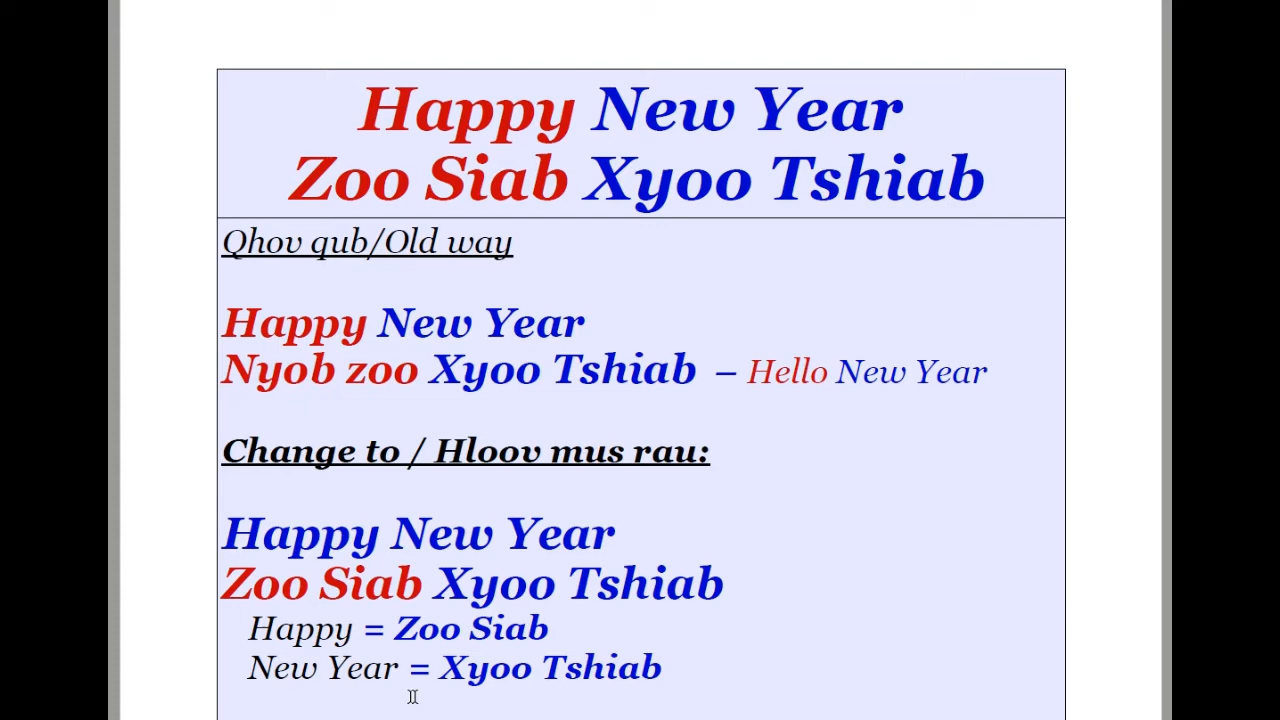 Happy New Year
Zoo Siab Xyoo Tshiab
Qhov qub/Old way
Happy New Year
Nyob zoo Xyoo Tshiab – Hello New Year
Change to / Hloov mus rau:
Happy New Year
Zoo Siab Xyoo Tshiab
Happy = Zoo Siab
New Year = Xyoo Tshiab